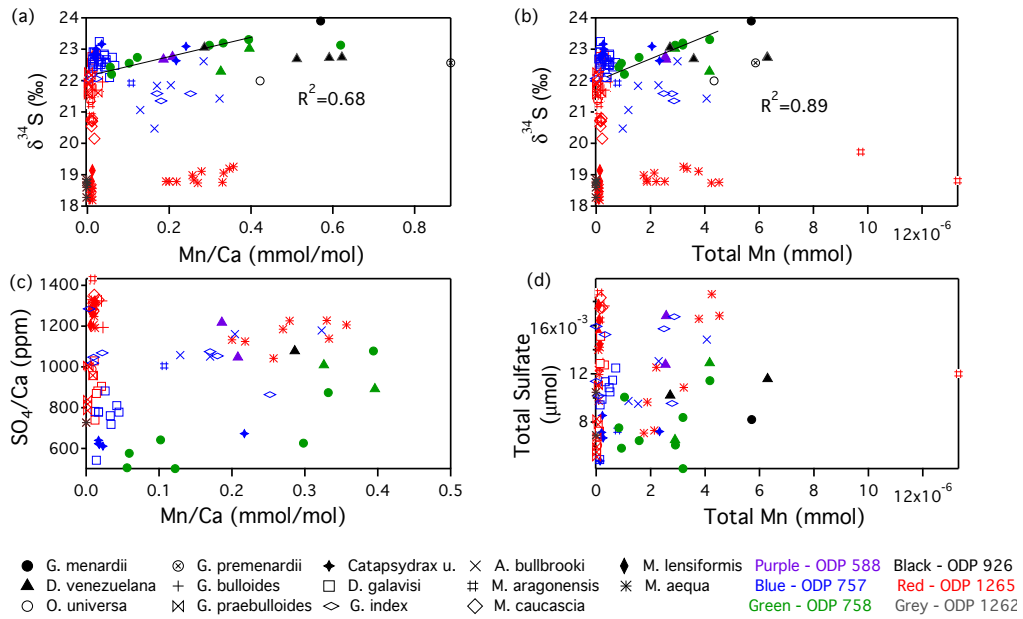 (a)
24
23
22
21
20
19
18
δ34S (‰)
R2=0.68
0.0
0.2
0.4
0.6
0.8
Mn/Ca (mmol/mol)
(b)
24
23
22
21
20
19
18
δ34S (‰)
R2=0.89
0
2
4
6
8
10
12x10-6
Total Mn (mmol)
(c)
1400
1200
1000
800
600
SO4/Ca (ppm)
0.0
0.1
0.2
0.3
0.4
0.5
Mn/Ca (mmol/mol)
(d)
16x10-3
12
8
Total Sulfate
(μmol)
0
2
4
6
8
10
12x10-6
Total Mn (mmol)
G. menardii
D. venezuelana
O. universa
G. premenardii
G. bulloides
G. praebulloides
Catapsydrax u.
D. galavisi
G. index
A. bullbrooki
M. aragonensis
M. caucascia
M. lensiformis
M. aequa
Purple - ODP 588
Blue - ODP 757
Green - ODP 758
Black - ODP 926
Red - ODP 1265
Grey - ODP 1262